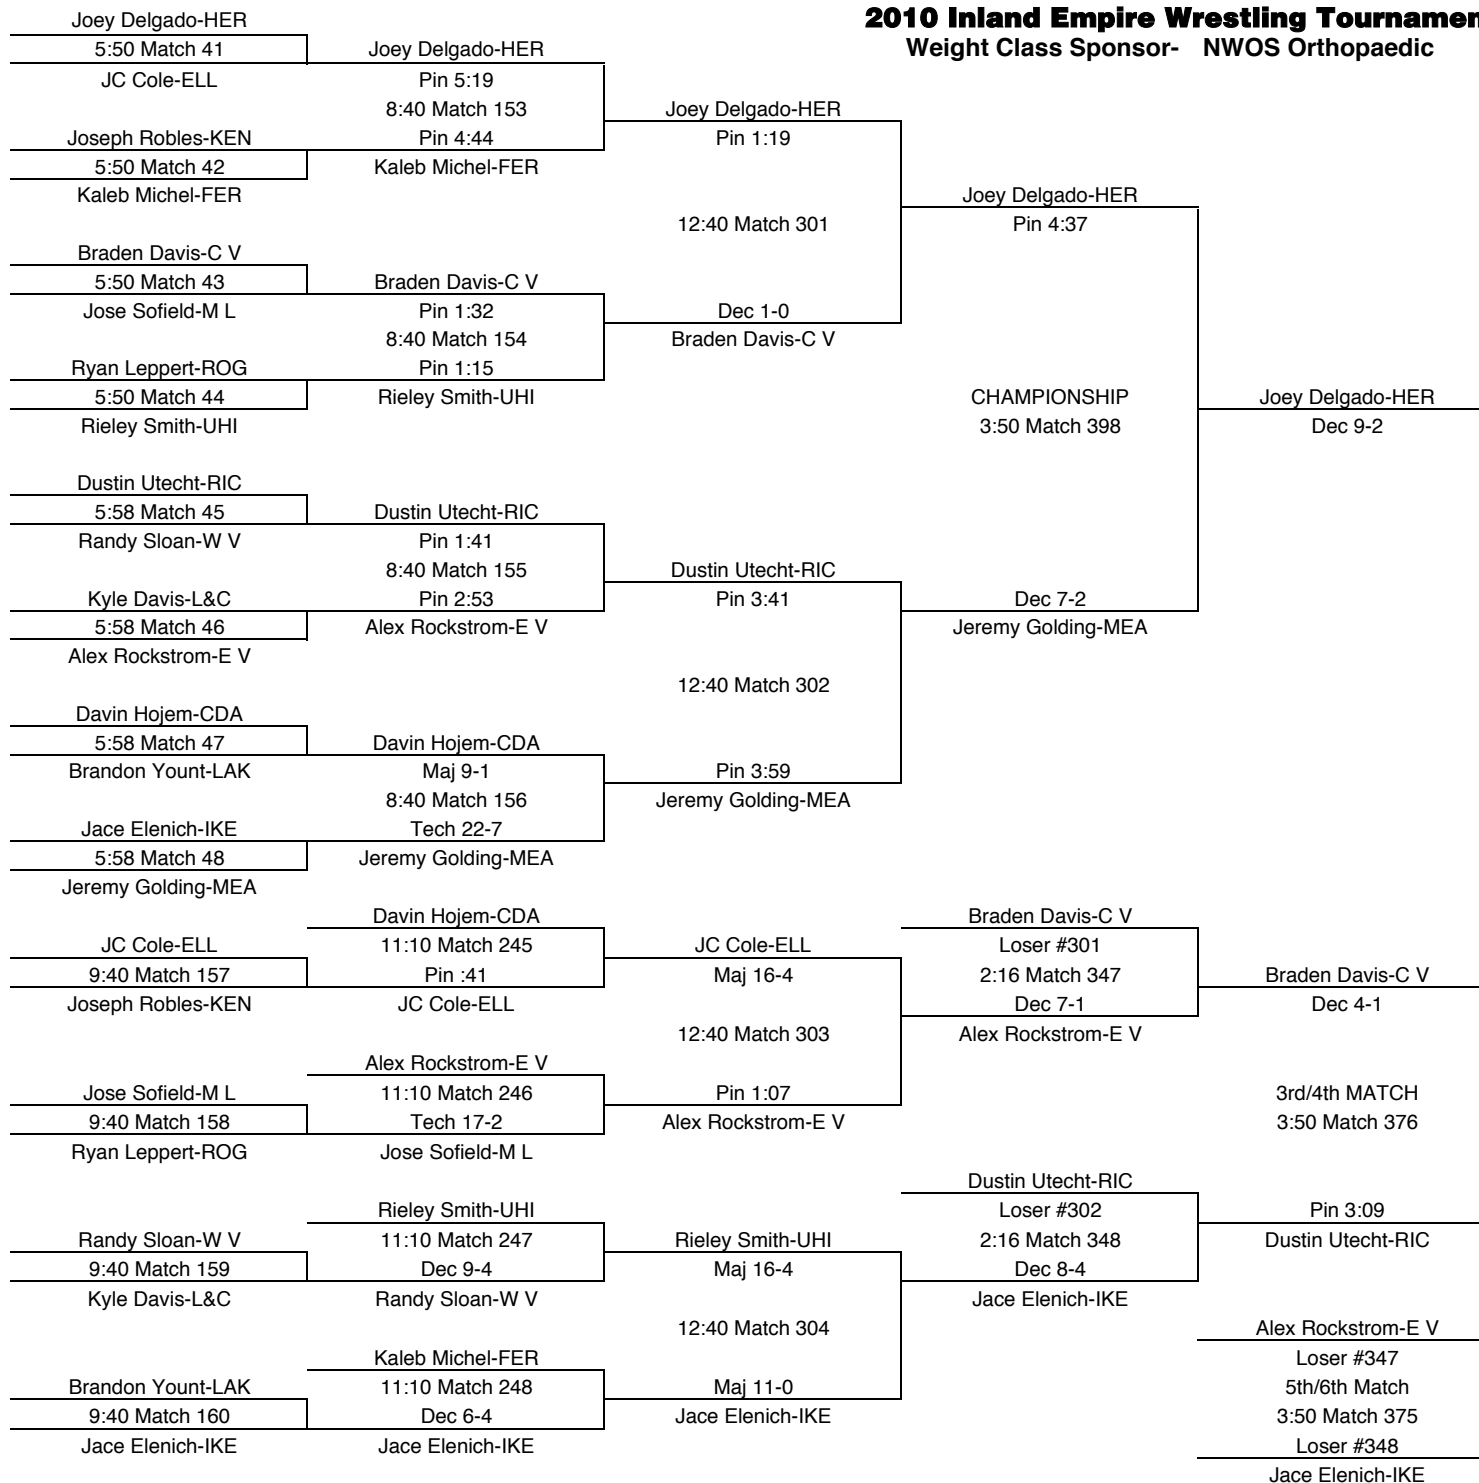 2010 Inland Empire Wrestling Tournamen
Weight Class Sponsor- NWOS Orthopaedic
Joey Delgado-HER
5:50 Match 41
JC Cole-ELL
Joseph Robles-KEN
5:50 Match 42
Kaleb Michel-FER
Braden Davis-C V
5:50 Match 43
Jose Sofield-M L
Ryan Leppert-ROG
5:50 Match 44
Rieley Smith-UHI
Dustin Utecht-RIC
5:58 Match 45
Randy Sloan-W V
Kyle Davis-L&C
5:58 Match 46
Alex Rockstrom-E V
Davin Hojem-CDA
5:58 Match 47
Brandon Yount-LAK
Jace Elenich-IKE
5:58 Match 48
Jeremy Golding-MEA
Joey Delgado-HER
Pin 5:19
8:40 Match 153
Pin 4:44
Kaleb Michel-FER
Braden Davis-C V
Pin 1:32
8:40 Match 154
Pin 1:15
Rieley Smith-UHI
Dustin Utecht-RIC
Pin 1:41
8:40 Match 155
Pin 2:53
Alex Rockstrom-E V
Davin Hojem-CDA
Maj 9-1
8:40 Match 156
Tech 22-7
Jeremy Golding-MEA
Joey Delgado-HER
Pin 1:19
12:40 Match 301
Dec 1-0
Braden Davis-C V
Dustin Utecht-RIC
Pin 3:41
12:40 Match 302
Pin 3:59
Jeremy Golding-MEA
Joey Delgado-HER
Pin 4:37
CHAMPIONSHIP
3:50 Match 398
Dec 7-2
Jeremy Golding-MEA
Joey Delgado-HER
Dec 9-2
JC Cole-ELL
9:40 Match 157
Joseph Robles-KEN
Jose Sofield-M L
9:40 Match 158
Ryan Leppert-ROG
Randy Sloan-W V
9:40 Match 159
Kyle Davis-L&C
Brandon Yount-LAK
9:40 Match 160
Jace Elenich-IKE
Davin Hojem-CDA
11:10 Match 245
Pin :41
JC Cole-ELL
Alex Rockstrom-E V
11:10 Match 246
Tech 17-2
Jose Sofield-M L
Rieley Smith-UHI
11:10 Match 247
Dec 9-4
Randy Sloan-W V
Kaleb Michel-FER
11:10 Match 248
Dec 6-4
Jace Elenich-IKE
JC Cole-ELL
Maj 16-4
12:40 Match 303
Pin 1:07
Alex Rockstrom-E V
Rieley Smith-UHI
Maj 16-4
12:40 Match 304
Maj 11-0
Jace Elenich-IKE
Braden Davis-C V
Loser #301
2:16 Match 347
Dec 7-1
Alex Rockstrom-E V
Dustin Utecht-RIC
Loser #302
2:16 Match 348
Dec 8-4
Jace Elenich-IKE
Braden Davis-C V
Dec 4-1
3rd/4th MATCH
3:50 Match 376
Pin 3:09
Dustin Utecht-RIC
Alex Rockstrom-E V
Loser #347
5th/6th Match
3:50 Match 375
Loser #348
Jace Elenich-IKE